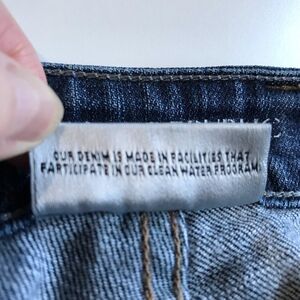 OUR DENIM IS MADE IN FACILITIES THAT
PARTICIPATE IN OUR CLEAN WATER PROGRAM.